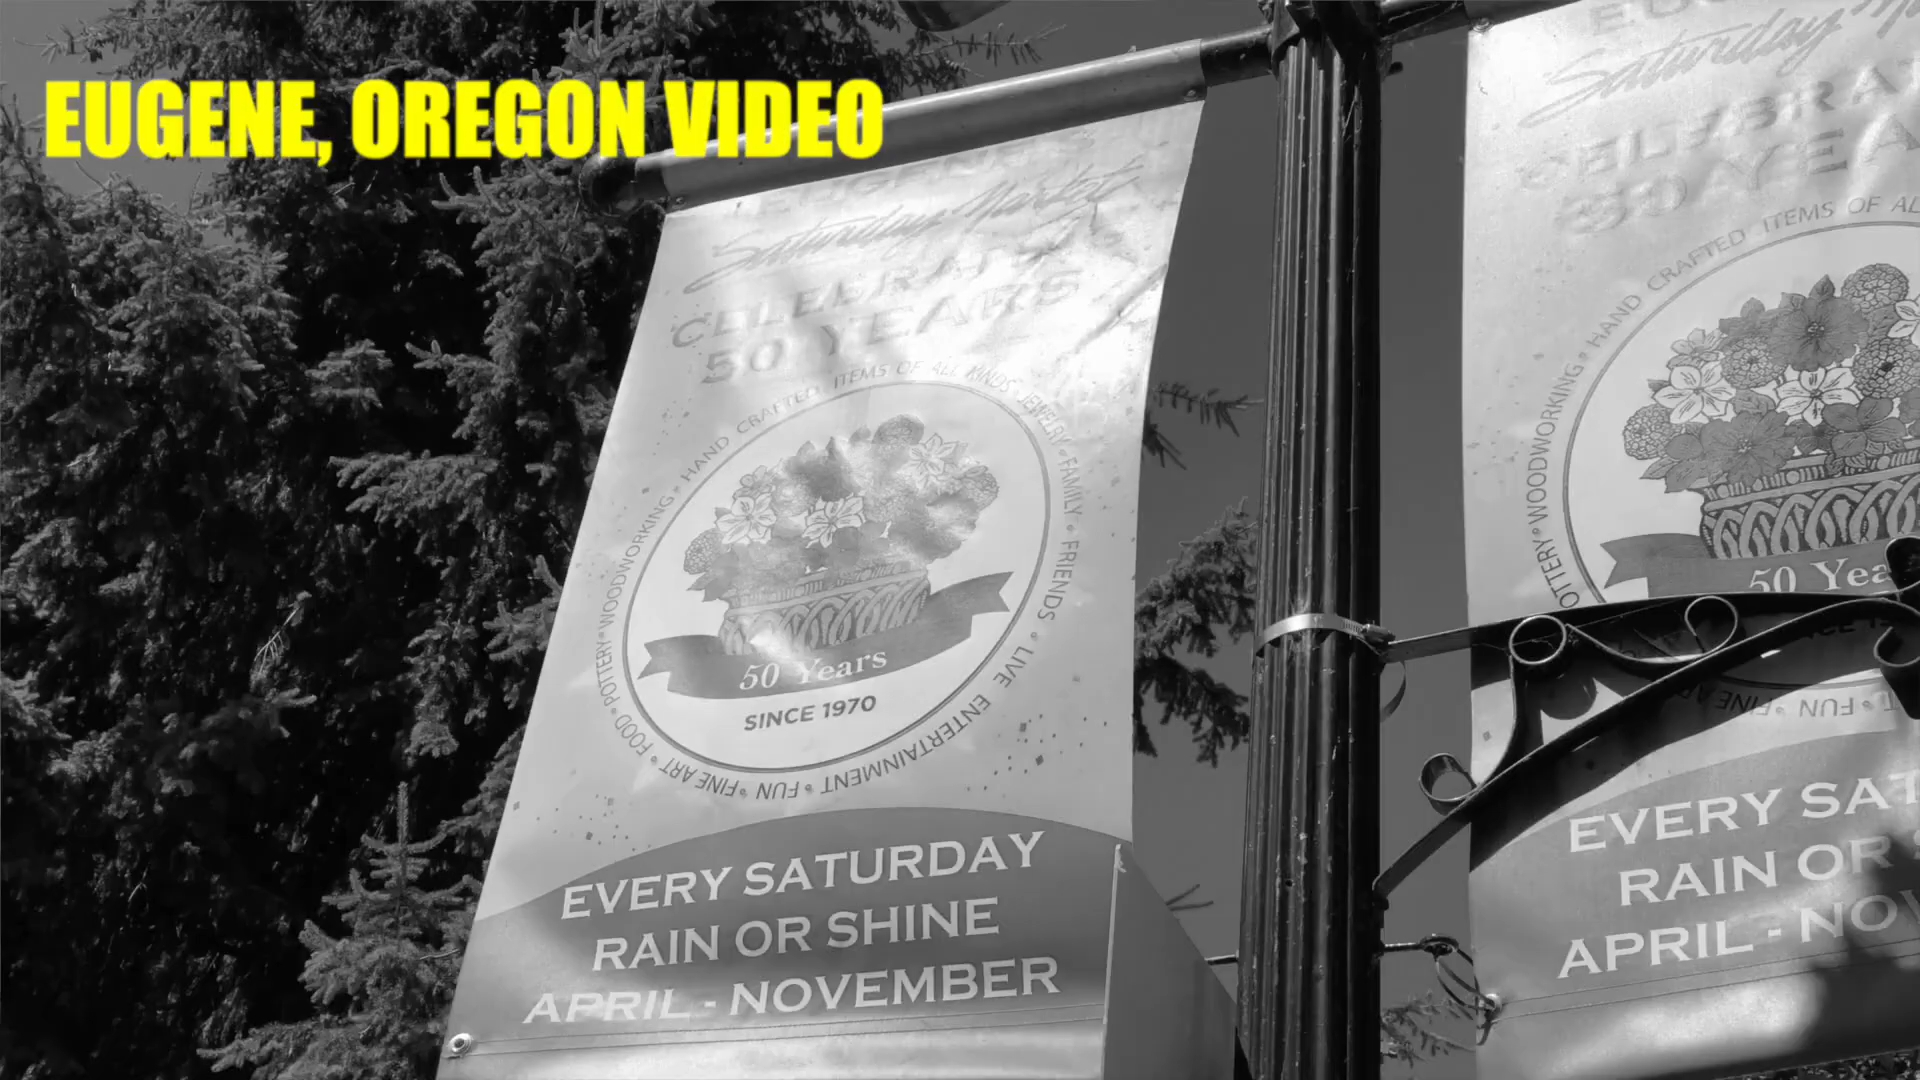 EUGENE, OREGON VIDEO
EUGENE
Saturday Market
CELEBRATES
50 YEARS
FOOD • POTTERY • WOODWORKING • HAND CRAFTED ITEMS OF ALL KINDS • JEWELRY • FAMILY • FRIENDS • LIVE ENTERTAINMENT • FUN • FINE ART •
50 Years
SINCE 1970
EVERY SATURDAY
RAIN OR SHINE
APRIL - NOVEMBER
Saturday
50 YEA
WOODWORKING • HAND CRAFTED ITEMS OF AL
50 Yea
FUN •
EVERY SAT
RAIN OR
APRIL - NOV